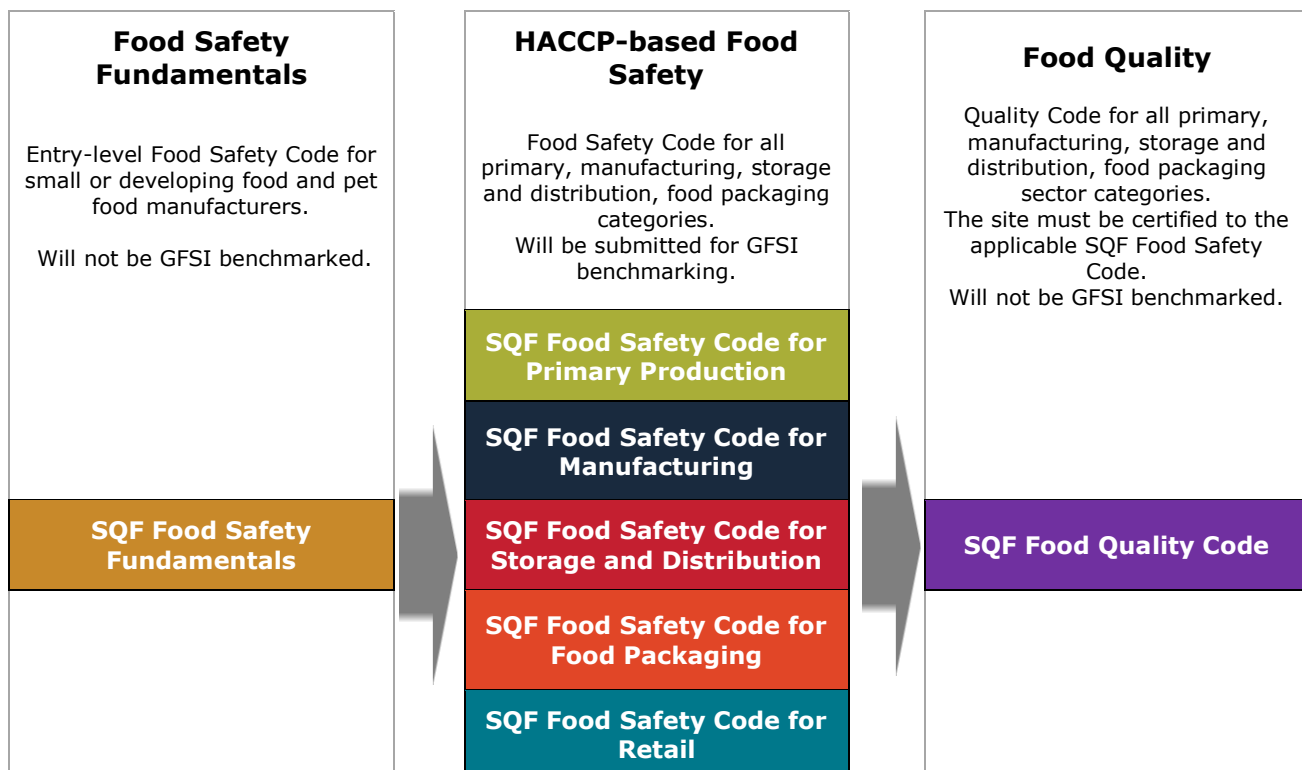 Food Safety
Fundamentals
Entry-level Food Safety Code for
small or developing food and pet
food manufacturers.
Will not be GFSI benchmarked.
SQF Food Safety
Fundamentals
HACCP-based Food
Safety
Food Safety Code for all
primary, manufacturing, storage
and distribution, food packaging
categories.
Will be submitted for GFSI
benchmarking.
SQF Food Safety Code for
Primary Production
SQF Food Safety Code for
Manufacturing
SQF Food Safety Code for
Storage and Distribution
SQF Food Safety Code for
Food Packaging
SQF Food Safety Code for
Retail
Food Quality
Quality Code for all primary,
manufacturing, storage and
distribution, food packaging
sector categories.
The site must be certified to the
applicable SQF Food Safety
Code.
Will not be GFSI benchmarked.
SQF Food Quality Code